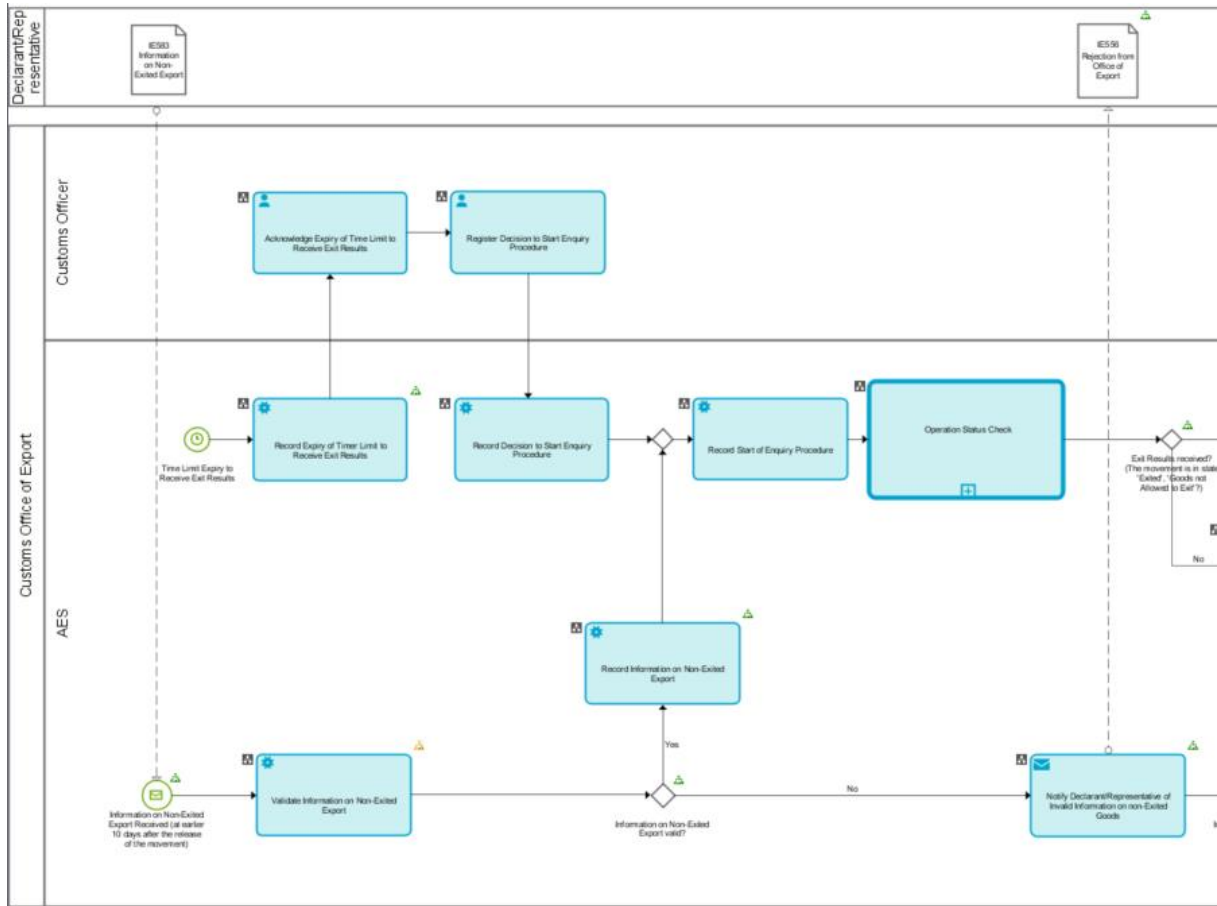 Declarant/Rep
resentative
IE583
Information
on Non-
Exited Export
IE556
Rejection from
Office of
Export
Customs Office of Export
Customs Officer
Acknowledge Expiry of Time Limit to
Receive Exit Results
Register Decision to Start Enquiry
Procedure
AES
Time Limit Expiry to
Receive Exit Results
Record Expiry of Timer Limit to
Receive Exit Results
Record Decision to Start Enquiry
Procedure
Record Start of Enquiry Procedure
Operation Status Check
Exit Results received?
(The movement is in state
'Exited', 'Goods not
Allowed to Exit'?)
No
Record Information on Non-Exited
Export
Yes
Information on Non-Exited
Export Received (at earlier
10 days after the release
of the movement)
Validate Information on Non-Exited
Export
Information on Non-Exited
Export valid?
No
Notify Declarant/Representative of
Invalid Information on non-Exited
Goods